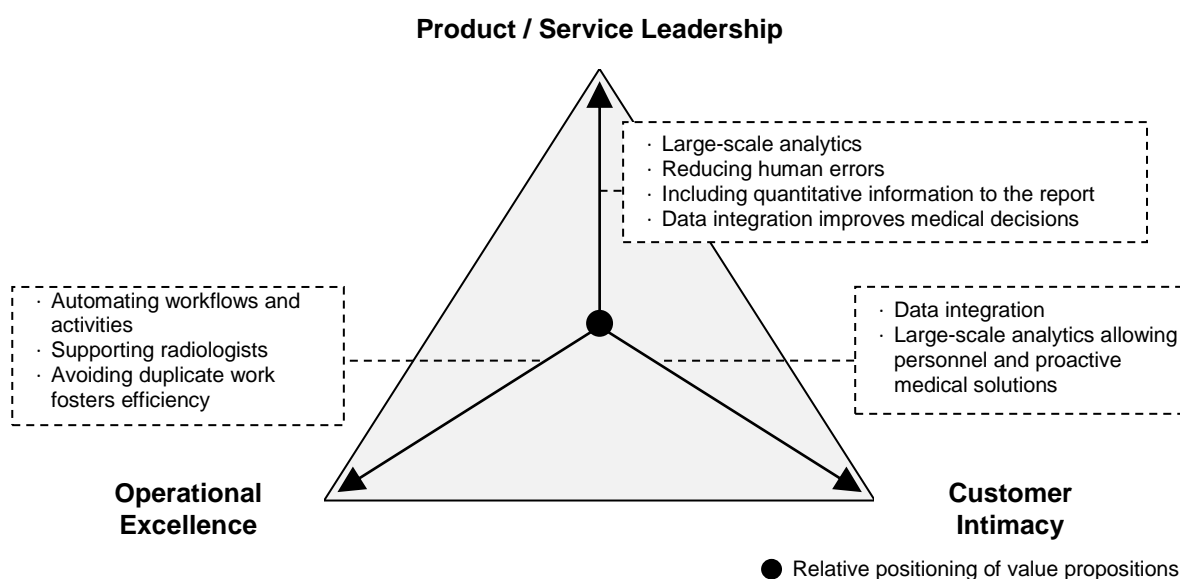 Product / Service Leadership
· Large-scale analytics
· Reducing human errors
· Including quantitative information to the report
· Data integration improves medical decisions
· Automating workflows and
activities
· Supporting radiologists
· Avoiding duplicate work
fosters efficiency
· Data integration
· Large-scale analytics allowing
personnel and proactive
medical solutions
Operational
Excellence
Customer
Intimacy
Relative positioning of value propositions